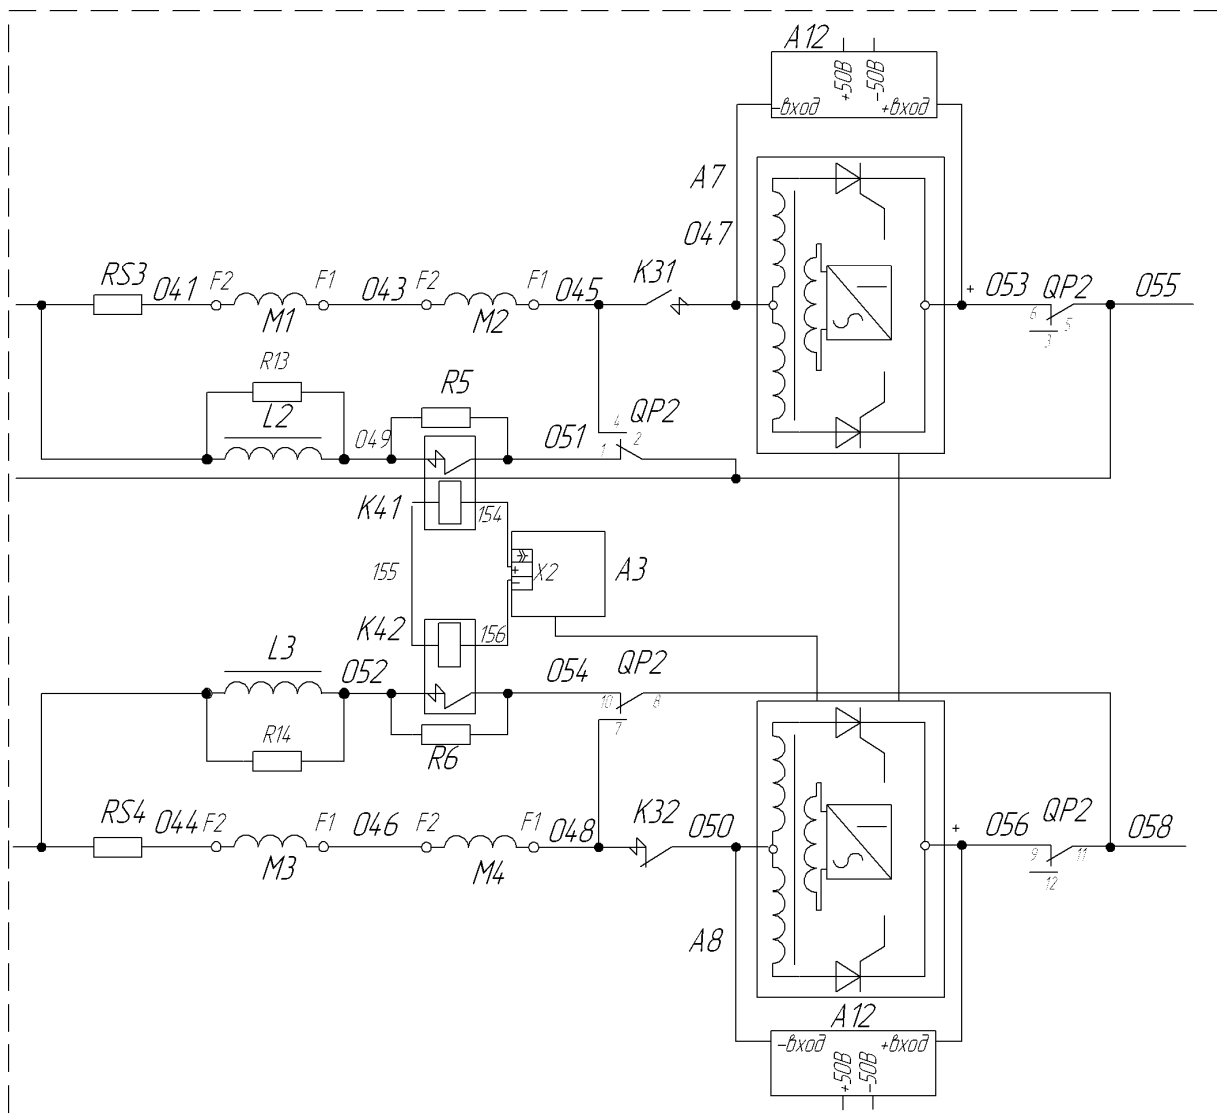 A12
+50В -50В
-вход +вход
A7
047
RS3 041 F2 F1 043 F2 F1 045 K31 + 053 QP2 055
M1 M2 6 5
3
R13
L2 R5 4 QP2
049 051 1 2
K41 154
155 + X2 A3
-
K42 156
L3 052 054 QP2
10 8
7
R14 R6
RS4 044 F2 F1 046 F2 F1 048 K32 050 + 056 QP2 058
M3 M4 9 11
12
A8
A12
-вход +вход
+50В -50В